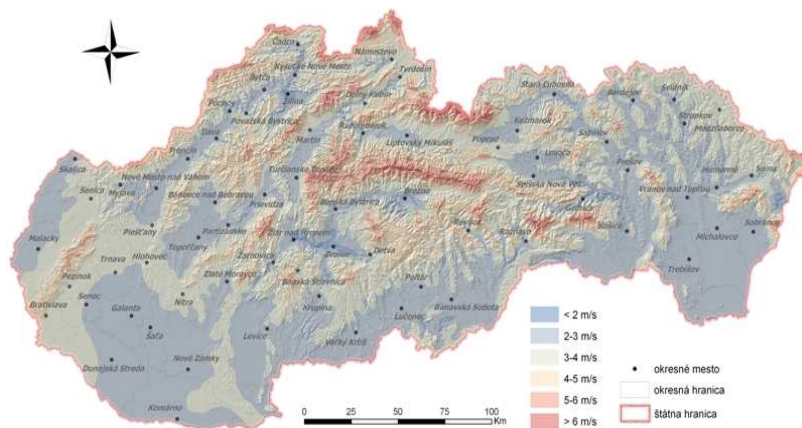 Čadca
Námestovo
Kysucké Nové Mesto
Tvrdošín
Bytča
Dolný Kubín
Stará Ľubovňa
Svidník
Bardejov
Žilina
Púchov
Považská Bystrica
Ružomberok
Kežmarok
Stropkov
Medzilaborce
Ilava
Martin
Liptovský Mikuláš
Poprad
Sabinov
Trenčín
Levoča
Prešov
Skalica
Nové Mesto nad Váhom
Turčianske Teplice
Spišská Nová Ves
Humenné
Snina
Senica
Myjava
Bánovce nad Bebravou
Prievidza
Banská Bystrica
Brezno
Vranov nad Topľou
Gelnica
Piešťany
Partizánske
Topoľčany
Žiar nad Hronom
Revúca
Rožňava
Košice
Michalovce
Sobrance
Malacky
Hlohovec
Žarnovica
Zvolen
Detva
Trebišov
Trnava
Zlaté Moravce
Banská Štiavnica
Poltár
Pezinok
Senec
Nitra
Krupina
Rimavská Sobota
Bratislava
Galanta
Lučenec
Šaľa
Levice
Veľký Krtíš
Dunajská Streda
Nové Zámky
Komárno
< 2 m/s
2-3 m/s
3-4 m/s
4-5 m/s
5-6 m/s
> 6 m/s
okresné mesto
okresná hranica
štátna hranica
0 25 50 75 100
Km